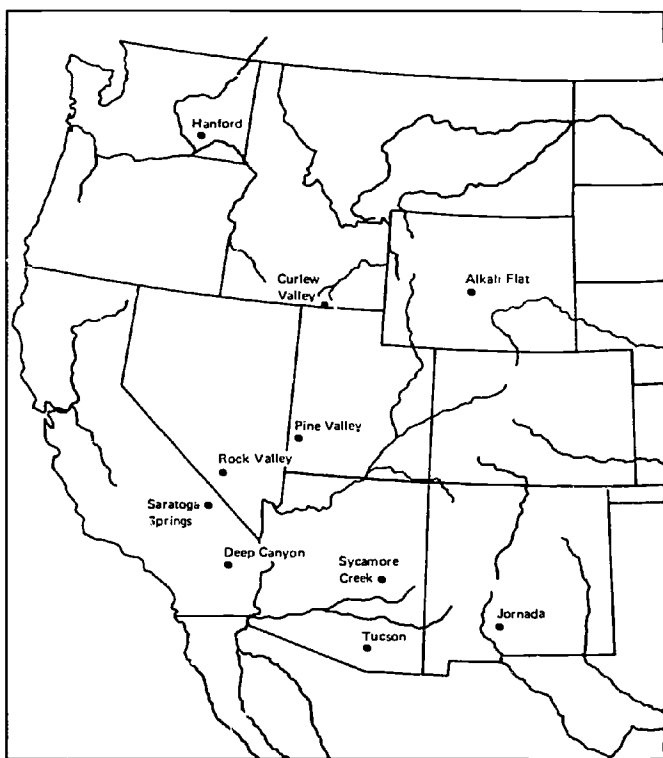 Hanford
Curlew
Valley
Alkali Flat
Pine Valley
Rock Valley
Saratoga
Springs
Deep Canyon
Sycamore
Creek
Jornada
Tucson